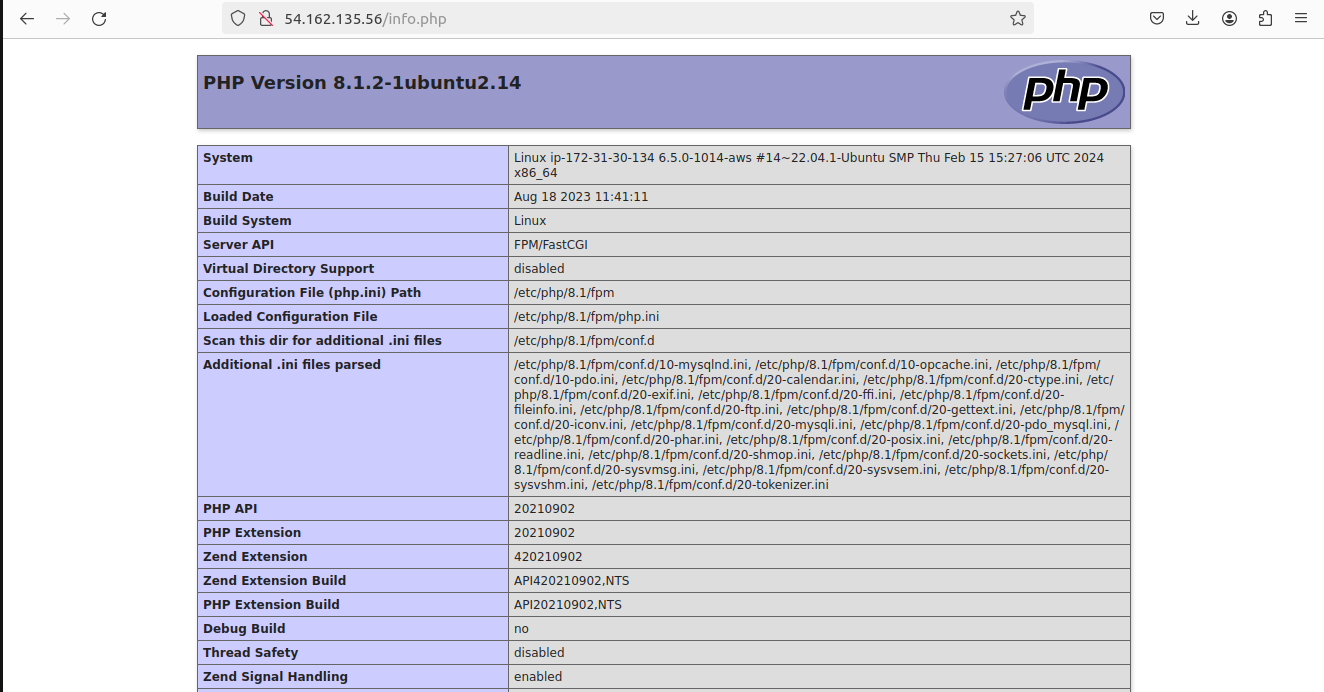 54.162.135.56/info.php
PHP Version 8.1.2-1ubuntu2.14
php
System
Linux ip-172-31-30-134 6.5.0-1014-aws #14~22.04.1-Ubuntu SMP Thu Feb 15 15:27:06 UTC 2024
x86_64
Build Date
Aug 18 2023 11:41:11
Build System
Linux
Server API
FPM/FastCGI
Virtual Directory Support
disabled
Configuration File (php.ini) Path
/etc/php/8.1/fpm
Loaded Configuration File
/etc/php/8.1/fpm/php.ini
Scan this dir for additional .ini files
/etc/php/8.1/fpm/conf.d
Additional .ini files parsed
/etc/php/8.1/fpm/conf.d/10-mysqlnd.ini, /etc/php/8.1/fpm/conf.d/10-opcache.ini, /etc/php/8.1/fpm/
conf.d/10-pdo.ini, /etc/php/8.1/fpm/conf.d/20-calendar.ini, /etc/php/8.1/fpm/conf.d/20-ctype.ini, /etc/
php/8.1/fpm/conf.d/20-exif.ini, /etc/php/8.1/fpm/conf.d/20-ffi.ini, /etc/php/8.1/fpm/conf.d/20-
fileinfo.ini, /etc/php/8.1/fpm/conf.d/20-ftp.ini, /etc/php/8.1/fpm/conf.d/20-gettext.ini, /etc/php/8.1/fpm/
conf.d/20-iconv.ini, /etc/php/8.1/fpm/conf.d/20-mysqli.ini, /etc/php/8.1/fpm/conf.d/20-pdo_mysql.ini, /
etc/php/8.1/fpm/conf.d/20-phar.ini, /etc/php/8.1/fpm/conf.d/20-posix.ini, /etc/php/8.1/fpm/conf.d/20-
readline.ini, /etc/php/8.1/fpm/conf.d/20-shmop.ini, /etc/php/8.1/fpm/conf.d/20-sockets.ini, /etc/php/
8.1/fpm/conf.d/20-sysvmsg.ini, /etc/php/8.1/fpm/conf.d/20-sysvsem.ini, /etc/php/8.1/fpm/conf.d/20-
sysvshm.ini, /etc/php/8.1/fpm/conf.d/20-tokenizer.ini
PHP API
20210902
PHP Extension
20210902
Zend Extension
420210902
Zend Extension Build
API420210902,NTS
PHP Extension Build
API20210902,NTS
Debug Build
no
Thread Safety
disabled
Zend Signal Handling
enabled